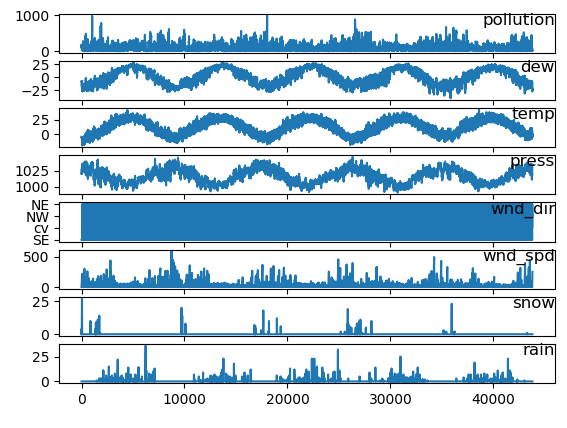 pollution
1000
0
dew
25
0
−25
temp
25
0
press
1025
1000
wnd_dir
NE
NW
cv
SE
wnd_spd
500
0
snow
25
0
rain
25
0
0 10000 20000 30000 40000